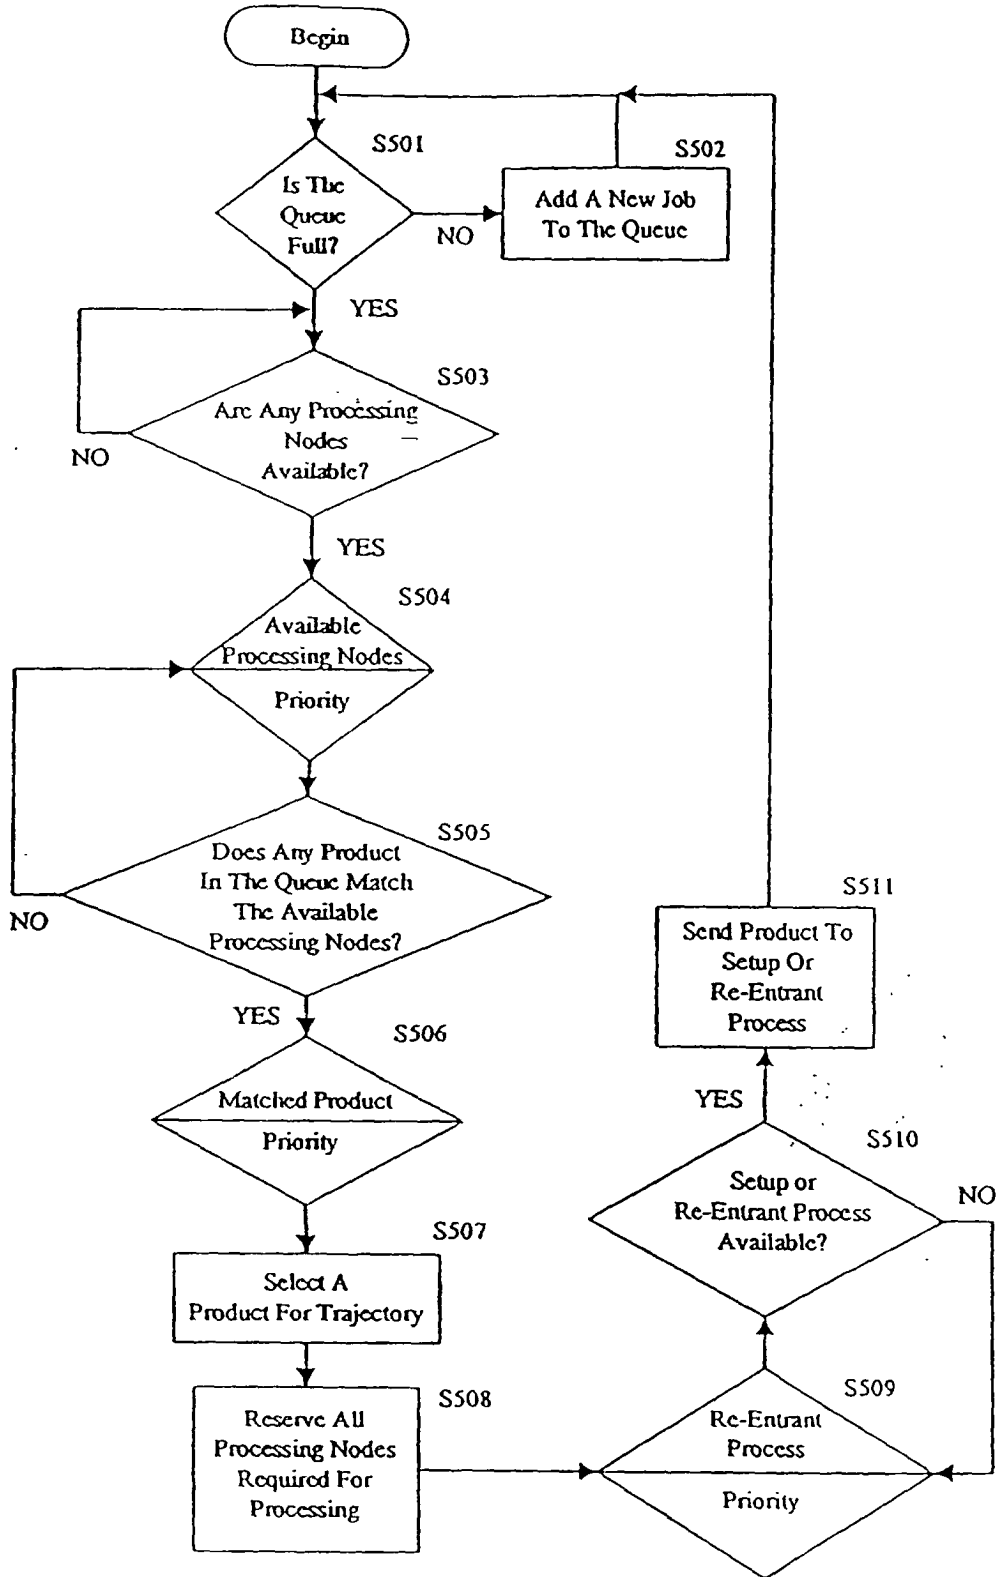 Begin
S501
Is The
Queue
Full?
NO
S502
Add A New Job
To The Queue
YES
S503
Are Any Processing
Nodes
Available?
NO
YES
S504
Available
Processing Nodes
Priority
S505
Does Any Product
In The Queue Match
The Available
Processing Nodes?
NO
YES
S506
Matched Product
Priority
S507
Select A
Product For Trajectory
S508
Reserve All
Processing Nodes
Required For
Processing
S509
Re-Entrant
Process
Priority
S510
Setup or
Re-Entrant Process
Available?
NO
YES
S511
Send Product To
Setup Or
Re-Entrant
Process